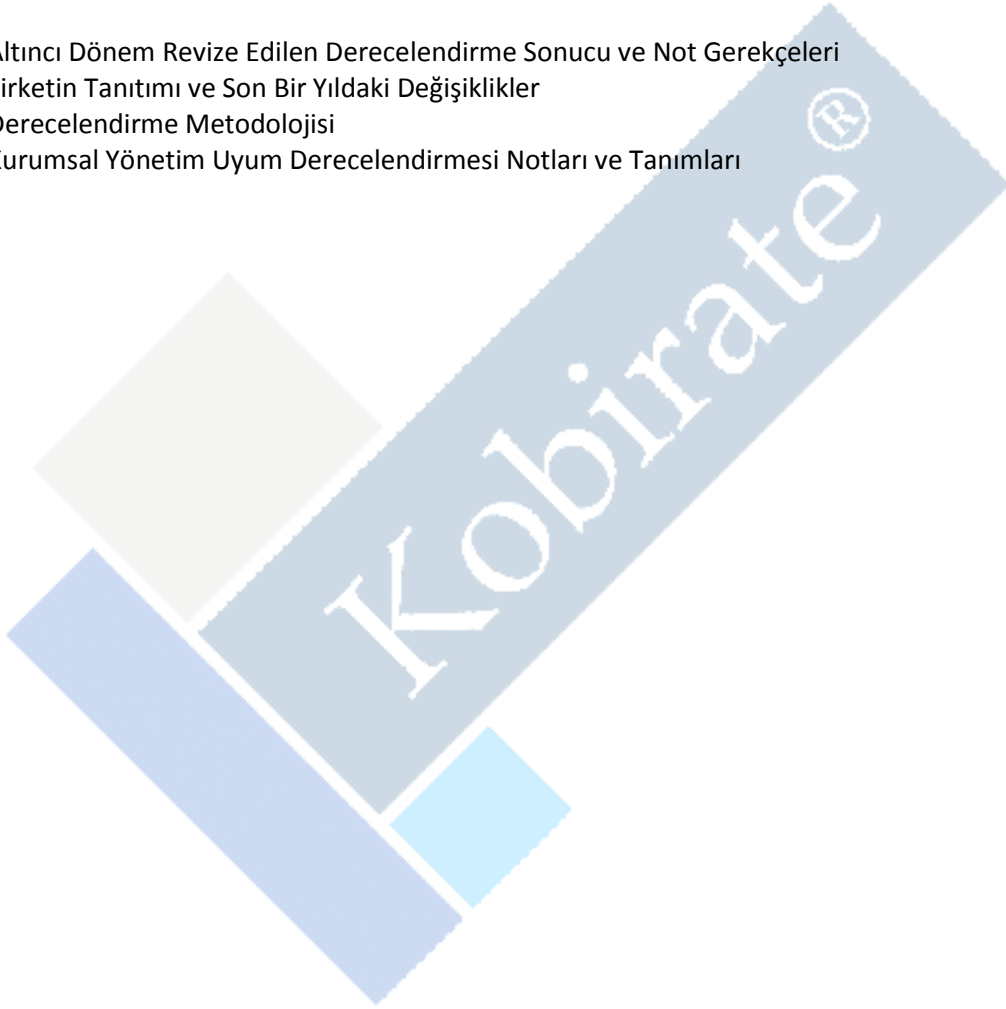 Altıncı Dönem Revize Edilen Derecelendirme Sonucu ve Not Gerekçeleri
irketin Tanıtımı ve Son Bir Yıldaki Değişiklikler
Derecelendirme Metodolojisi
Kurumsal Yönetim Uyum Derecelendirmesi Notları ve Tanımları
Kobirate ®